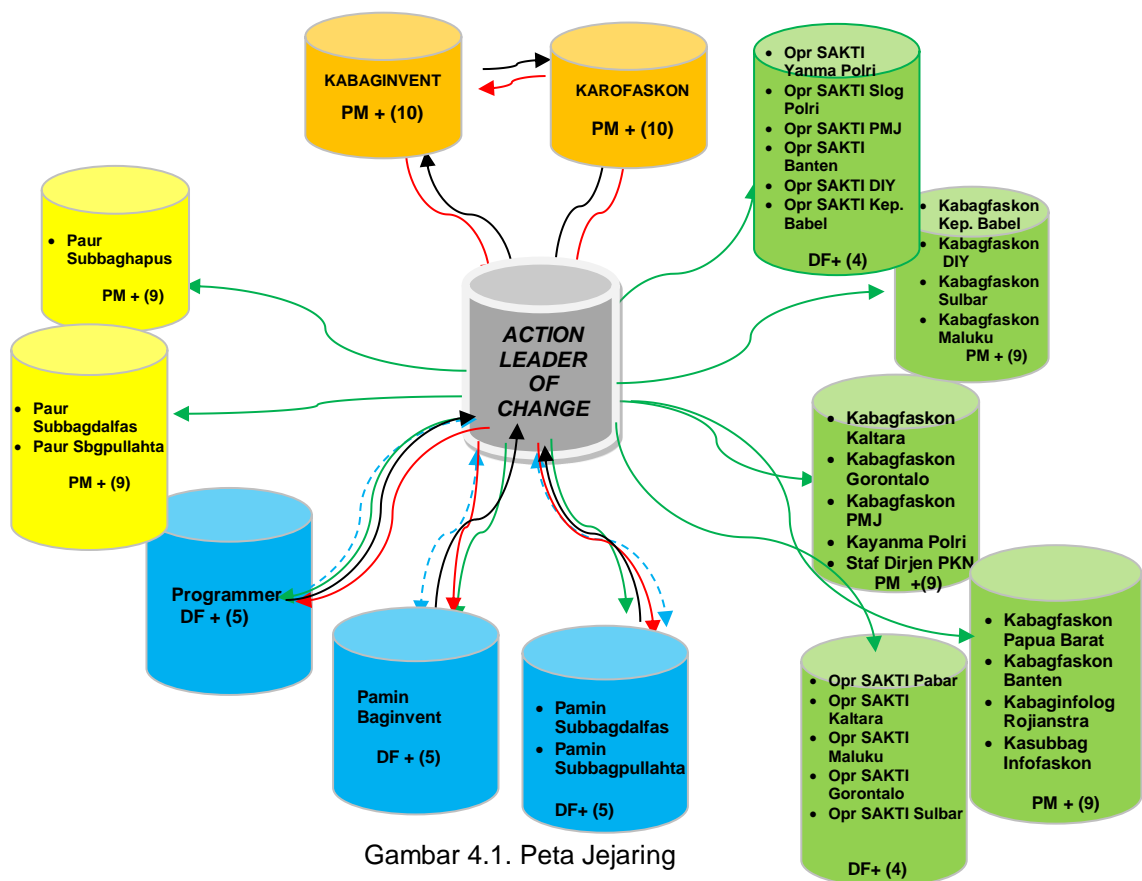 KABAGINVENT
PM + (10)
KAROFASKON
PM + (10)
• Opr SAKTI
Yanma Polri
• Opr SAKTI Slog
Polri
• Opr SAKTI PMJ
• Opr SAKTI
Banten
• Opr SAKTI DIY
• Opr SAKTI Kep.
Babel
DF+ (4)
• Kabagfaskon
Kep. Babel
• Kabagfaskon
DIY
• Kabagfaskon
Sulbar
• Kabagfaskon
Maluku
PM + (9)
• Paur
Subbaghapus
PM + (9)
ACTION
LEADER
OF
CHANGE
• Paur
Subbagdalfas
• Paur Sbgpullahta
PM + (9)
• Kabagfaskon
Kaltara
• Kabagfaskon
Gorontalo
• Kabagfaskon
PMJ
• Kayanma Polri
• Staf Dirjen PKN
PM +(9)
Programmer
DF + (5)
Pamin
Baginvent
DF + (5)
• Pamin
Subbagdalfas
• Pamin
Subbagpullahta
DF+ (5)
• Opr SAKTI Pabar
• Opr SAKTI
Kaltara
• Opr SAKTI
Maluku
• Opr SAKTI
Gorontalo
• Opr SAKTI Sulbar
DF+ (4)
• Kabagfaskon
Papua Barat
• Kabagfaskon
Banten
• Kabaginfolog
Rojianstra
• Kasubbag
Infofaskon
PM + (9)
Gambar 4.1. Peta Jejaring